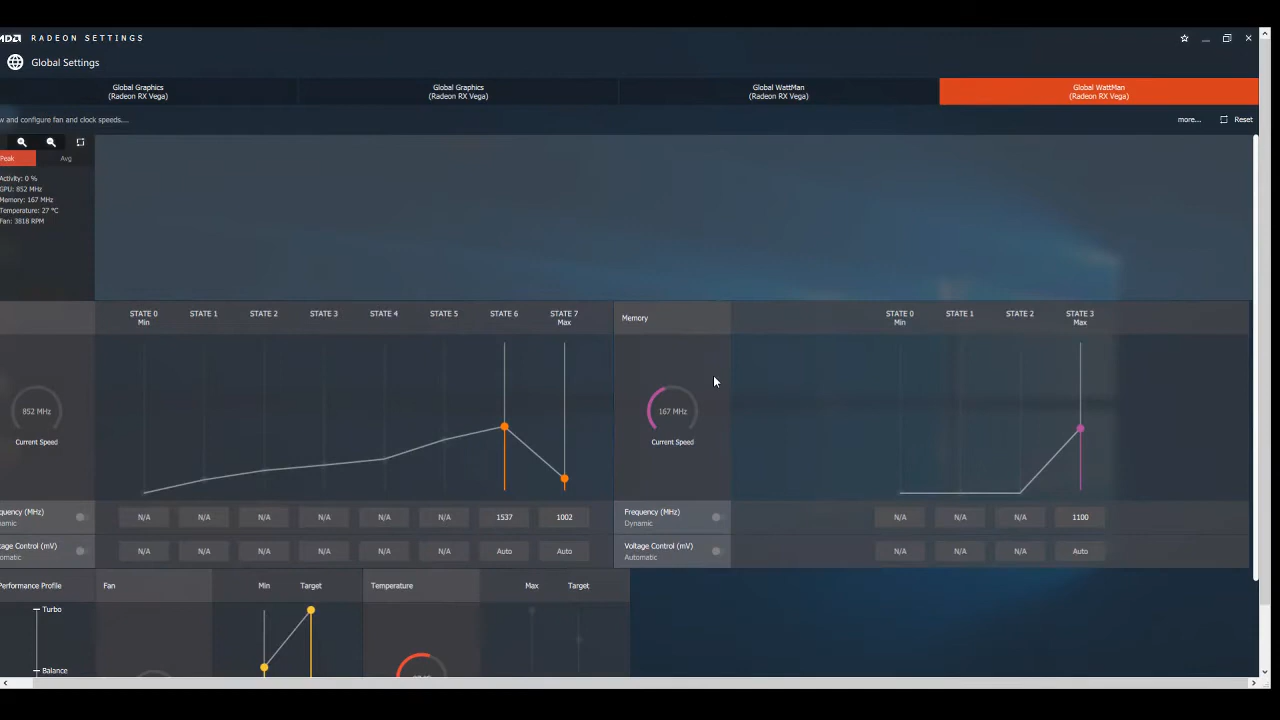 AMD RADEON SETTINGS
Global Settings
Global Graphics
(Radeon RX Vega)
Global Graphics
(Radeon RX Vega)
Global WattMan
(Radeon RX Vega)
Global WattMan
(Radeon RX Vega)
w and configure fan and clock speeds....
more...
Reset
Peak
Avg
Activity: 0 %
GPU: 852 MHz
Memory: 167 MHz
Temperature: 27 °C
Fan: 3818 RPM
STATE 0
Min
STATE 1
STATE 2
STATE 3
STATE 4
STATE 5
STATE 6
STATE 7
Max
852 MHz
Current Speed
quency (MHz)
namic
N/A
N/A
N/A
N/A
N/A
N/A
1537
1002
tage Control (mV)
tomatic
N/A
N/A
N/A
N/A
N/A
N/A
Auto
Auto
Memory
STATE 0
Min
STATE 1
STATE 2
STATE 3
Max
167 MHz
Current Speed
Frequency (MHz)
Dynamic
N/A
N/A
N/A
1100
Voltage Control (mV)
Automatic
N/A
N/A
N/A
Auto
Performance Profile
Turbo
Balance
Fan
Min
Target
Temperature
Max
Target